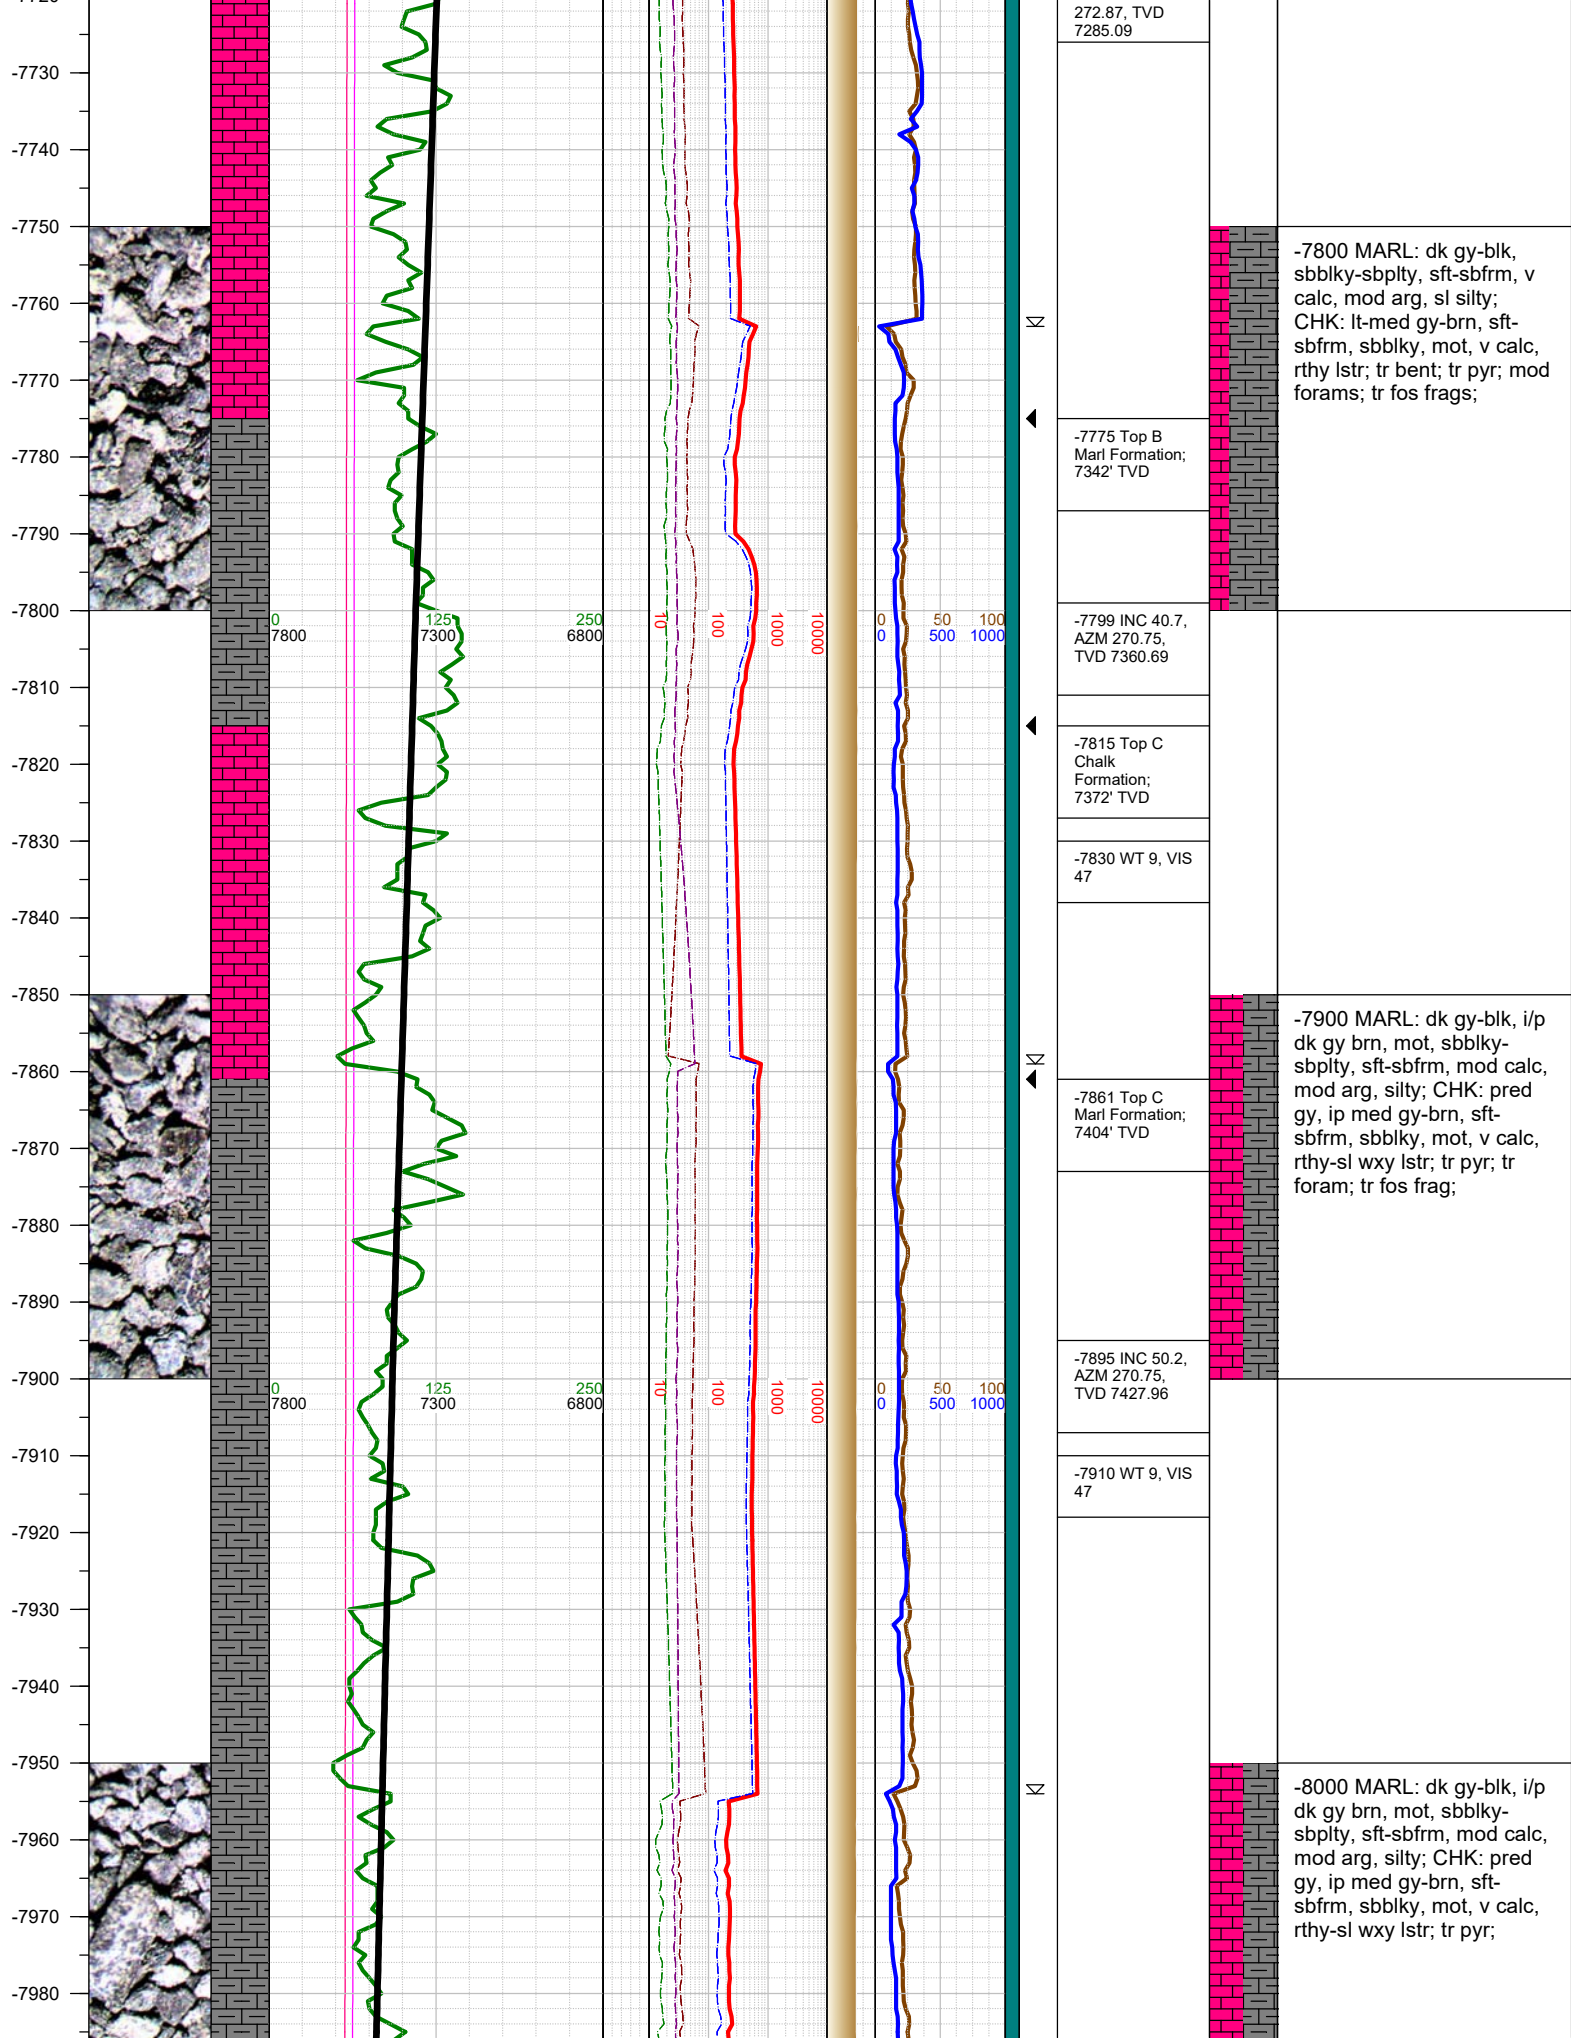 272.87, TVD
7285.09
-7730
-7740
-7750
-7800 MARL: dk gy-blk,
sbblky-sbplty, sft-sbfrm, v
calc, mod arg, sl silty;
CHK: lt-med gy-brn, sft-
sbfrm, sbblky, mot, v calc,
rthy lstr; tr bent; tr pyr; mod
forams; tr fos frags;
-7760
-7770
-7775 Top B
Marl Formation;
7342' TVD
-7780
-7790
-7800
0 125 250
7800 7300 6800
10 100 1000 10000
0 50 100
0 500 1000
-7799 INC 40.7,
AZM 270.75,
TVD 7360.69
-7810
-7815 Top C
Chalk
Formation;
7372' TVD
-7820
-7830
-7830 WT 9, VIS
47
-7840
-7850
-7900 MARL: dk gy-blk, i/p
dk gy brn, mot, sbblky-
sbplty, sft-sbfrm, mod calc,
mod arg, silty; CHK: pred
gy, ip med gy-brn, sft-
sbfrm, sbblky, mot, v calc,
rthy-sl wxy lstr; tr pyr; tr
foram; tr fos frag;
-7860
-7861 Top C
Marl Formation;
7404' TVD
-7870
-7880
-7890
-7895 INC 50.2,
AZM 270.75,
TVD 7427.96
-7900
0 125 250
7800 7300 6800
10 100 1000 10000
0 50 100
0 500 1000
-7910
-7910 WT 9, VIS
47
-7920
-7930
-7940
-7950
-8000 MARL: dk gy-blk, i/p
dk gy brn, mot, sbblky-
sbplty, sft-sbfrm, mod calc,
mod arg, silty; CHK: pred
gy, ip med gy-brn, sft-
sbfrm, sbblky, mot, v calc,
rthy-sl wxy lstr; tr pyr;
-7960
-7970
-7980